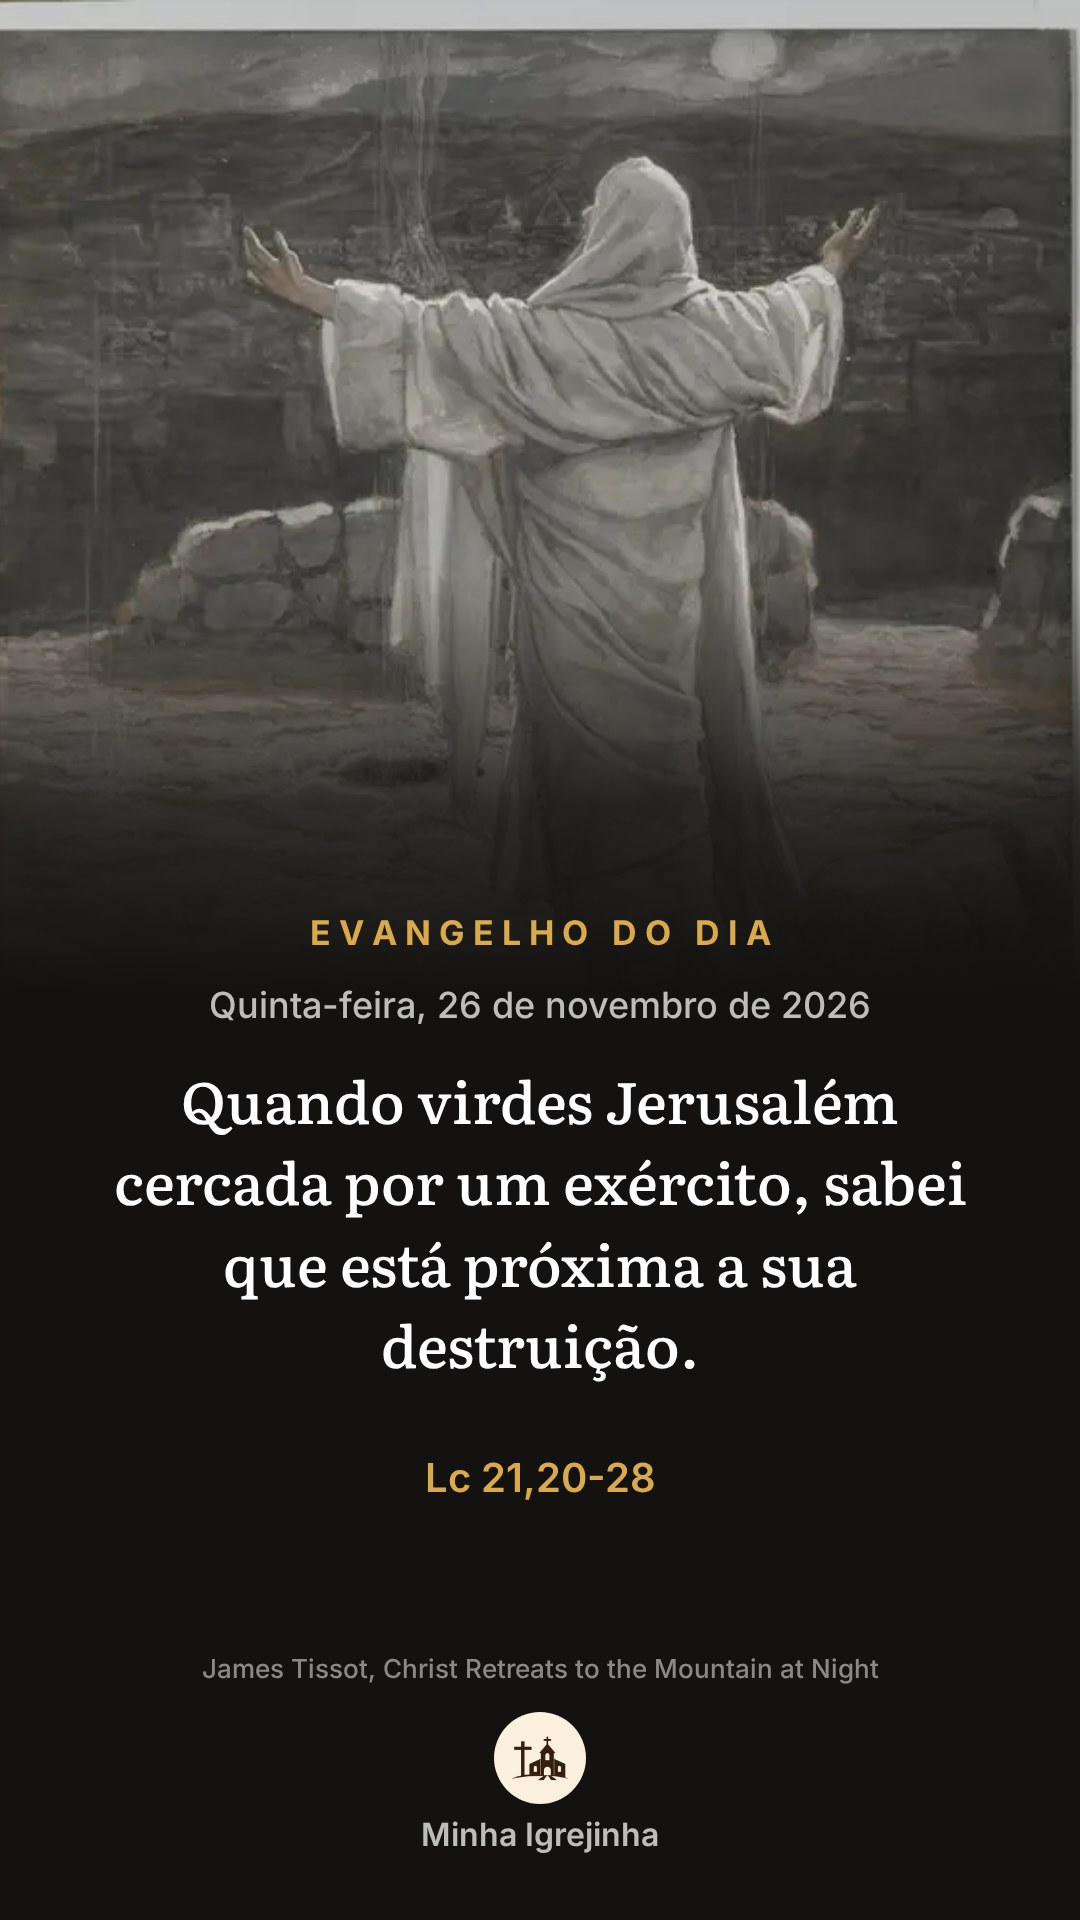 EVANGELHO DO DIA
Quinta-feira, 26 de novembro de 2026
Quando virdes Jerusalém
cercada por um exército, sabei
que está próxima a sua
destruição.
Lc 21,20-28
James Tissot, Christ Retreats to the Mountain at Night
Minha Igrejinha